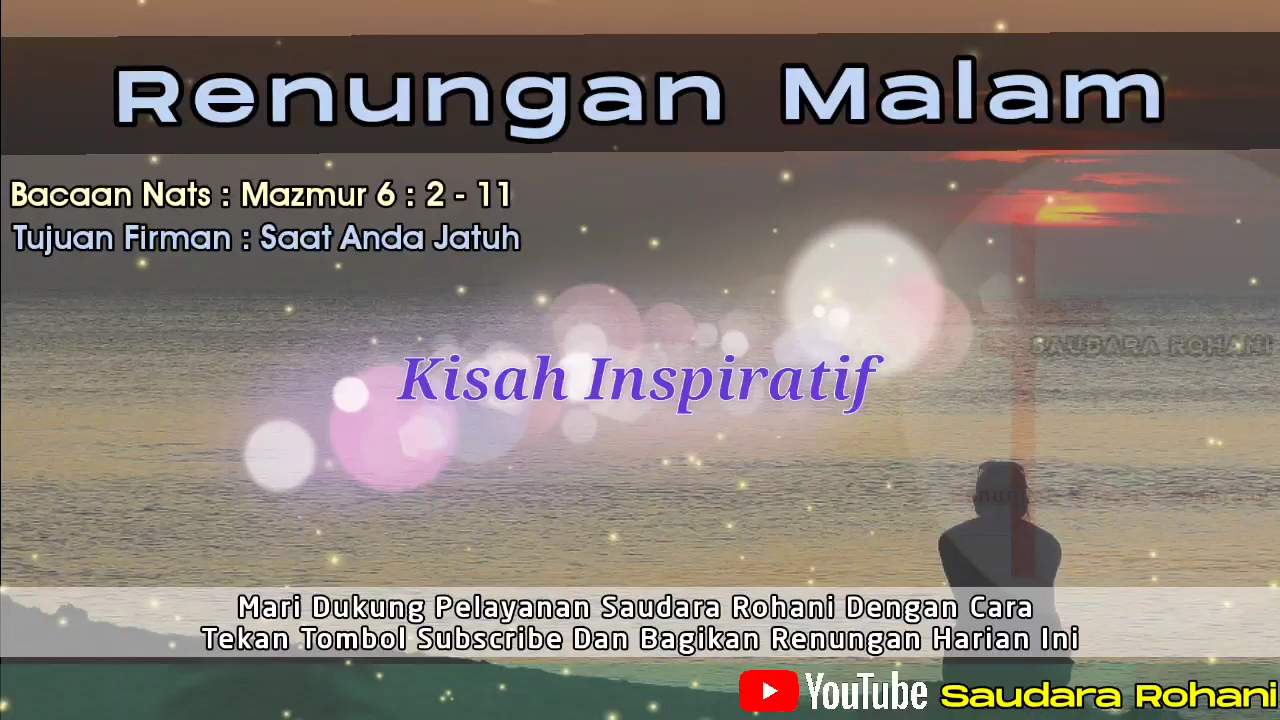 Renungan Malam
Bacaan Nats : Mazmur 6 : 2 - 11
Tujuan Firman : Saat Anda Jatuh
SAUDARA ROHANI
Kisah Inspiratif
Mari Dukung Pelayanan Saudara Rohani Dengan Cara
Tekan Tombol Subscribe Dan Bagikan Renungan Harian Ini
YouTube Saudara Rohani